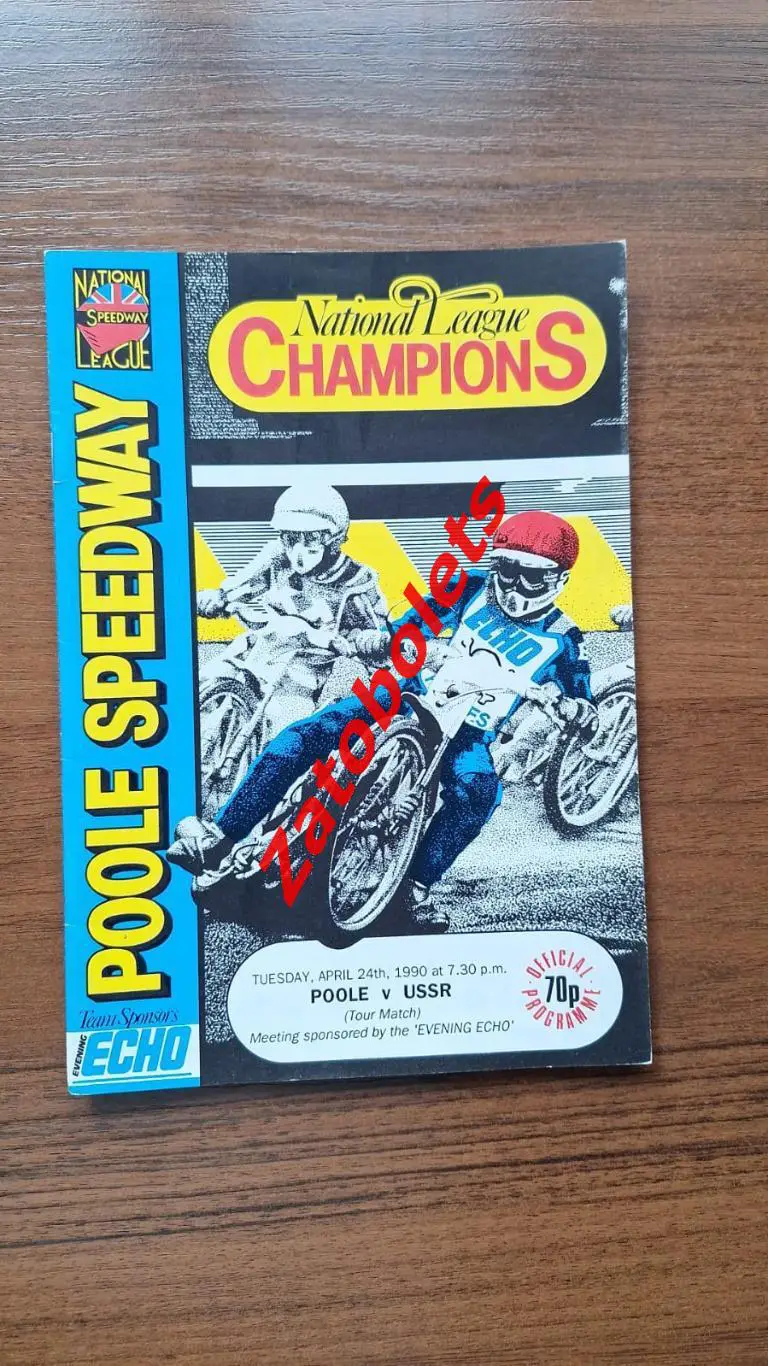 NATIONAL
SPEEDWAY
LEAGUE
National League
CHAMPIONS
POOLE SPEEDWAY
ECHO
ES
Zatobolets
TUESDAY, APRIL 24th, 1990 at 7.30 p.m.
POOLE v USSR
(Tour Match)
Meeting sponsored by the 'EVENING ECHO'
OFFICIAL
70p
PROGRAMME
Team Sponsors
EVENING
ECHO